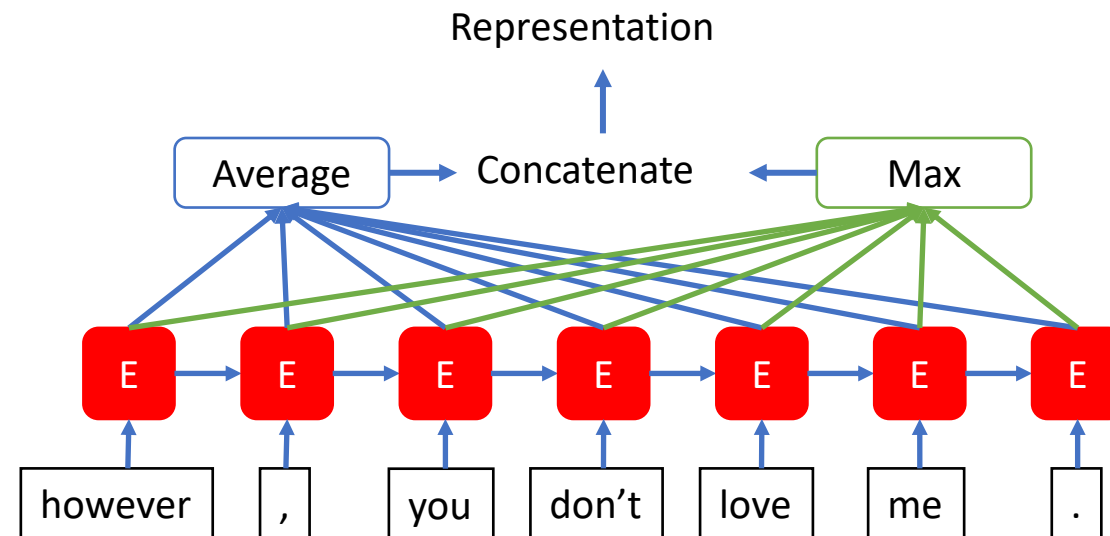 Representation
Average Concatenate Max
E E E E E E E
however , you don’t love me .